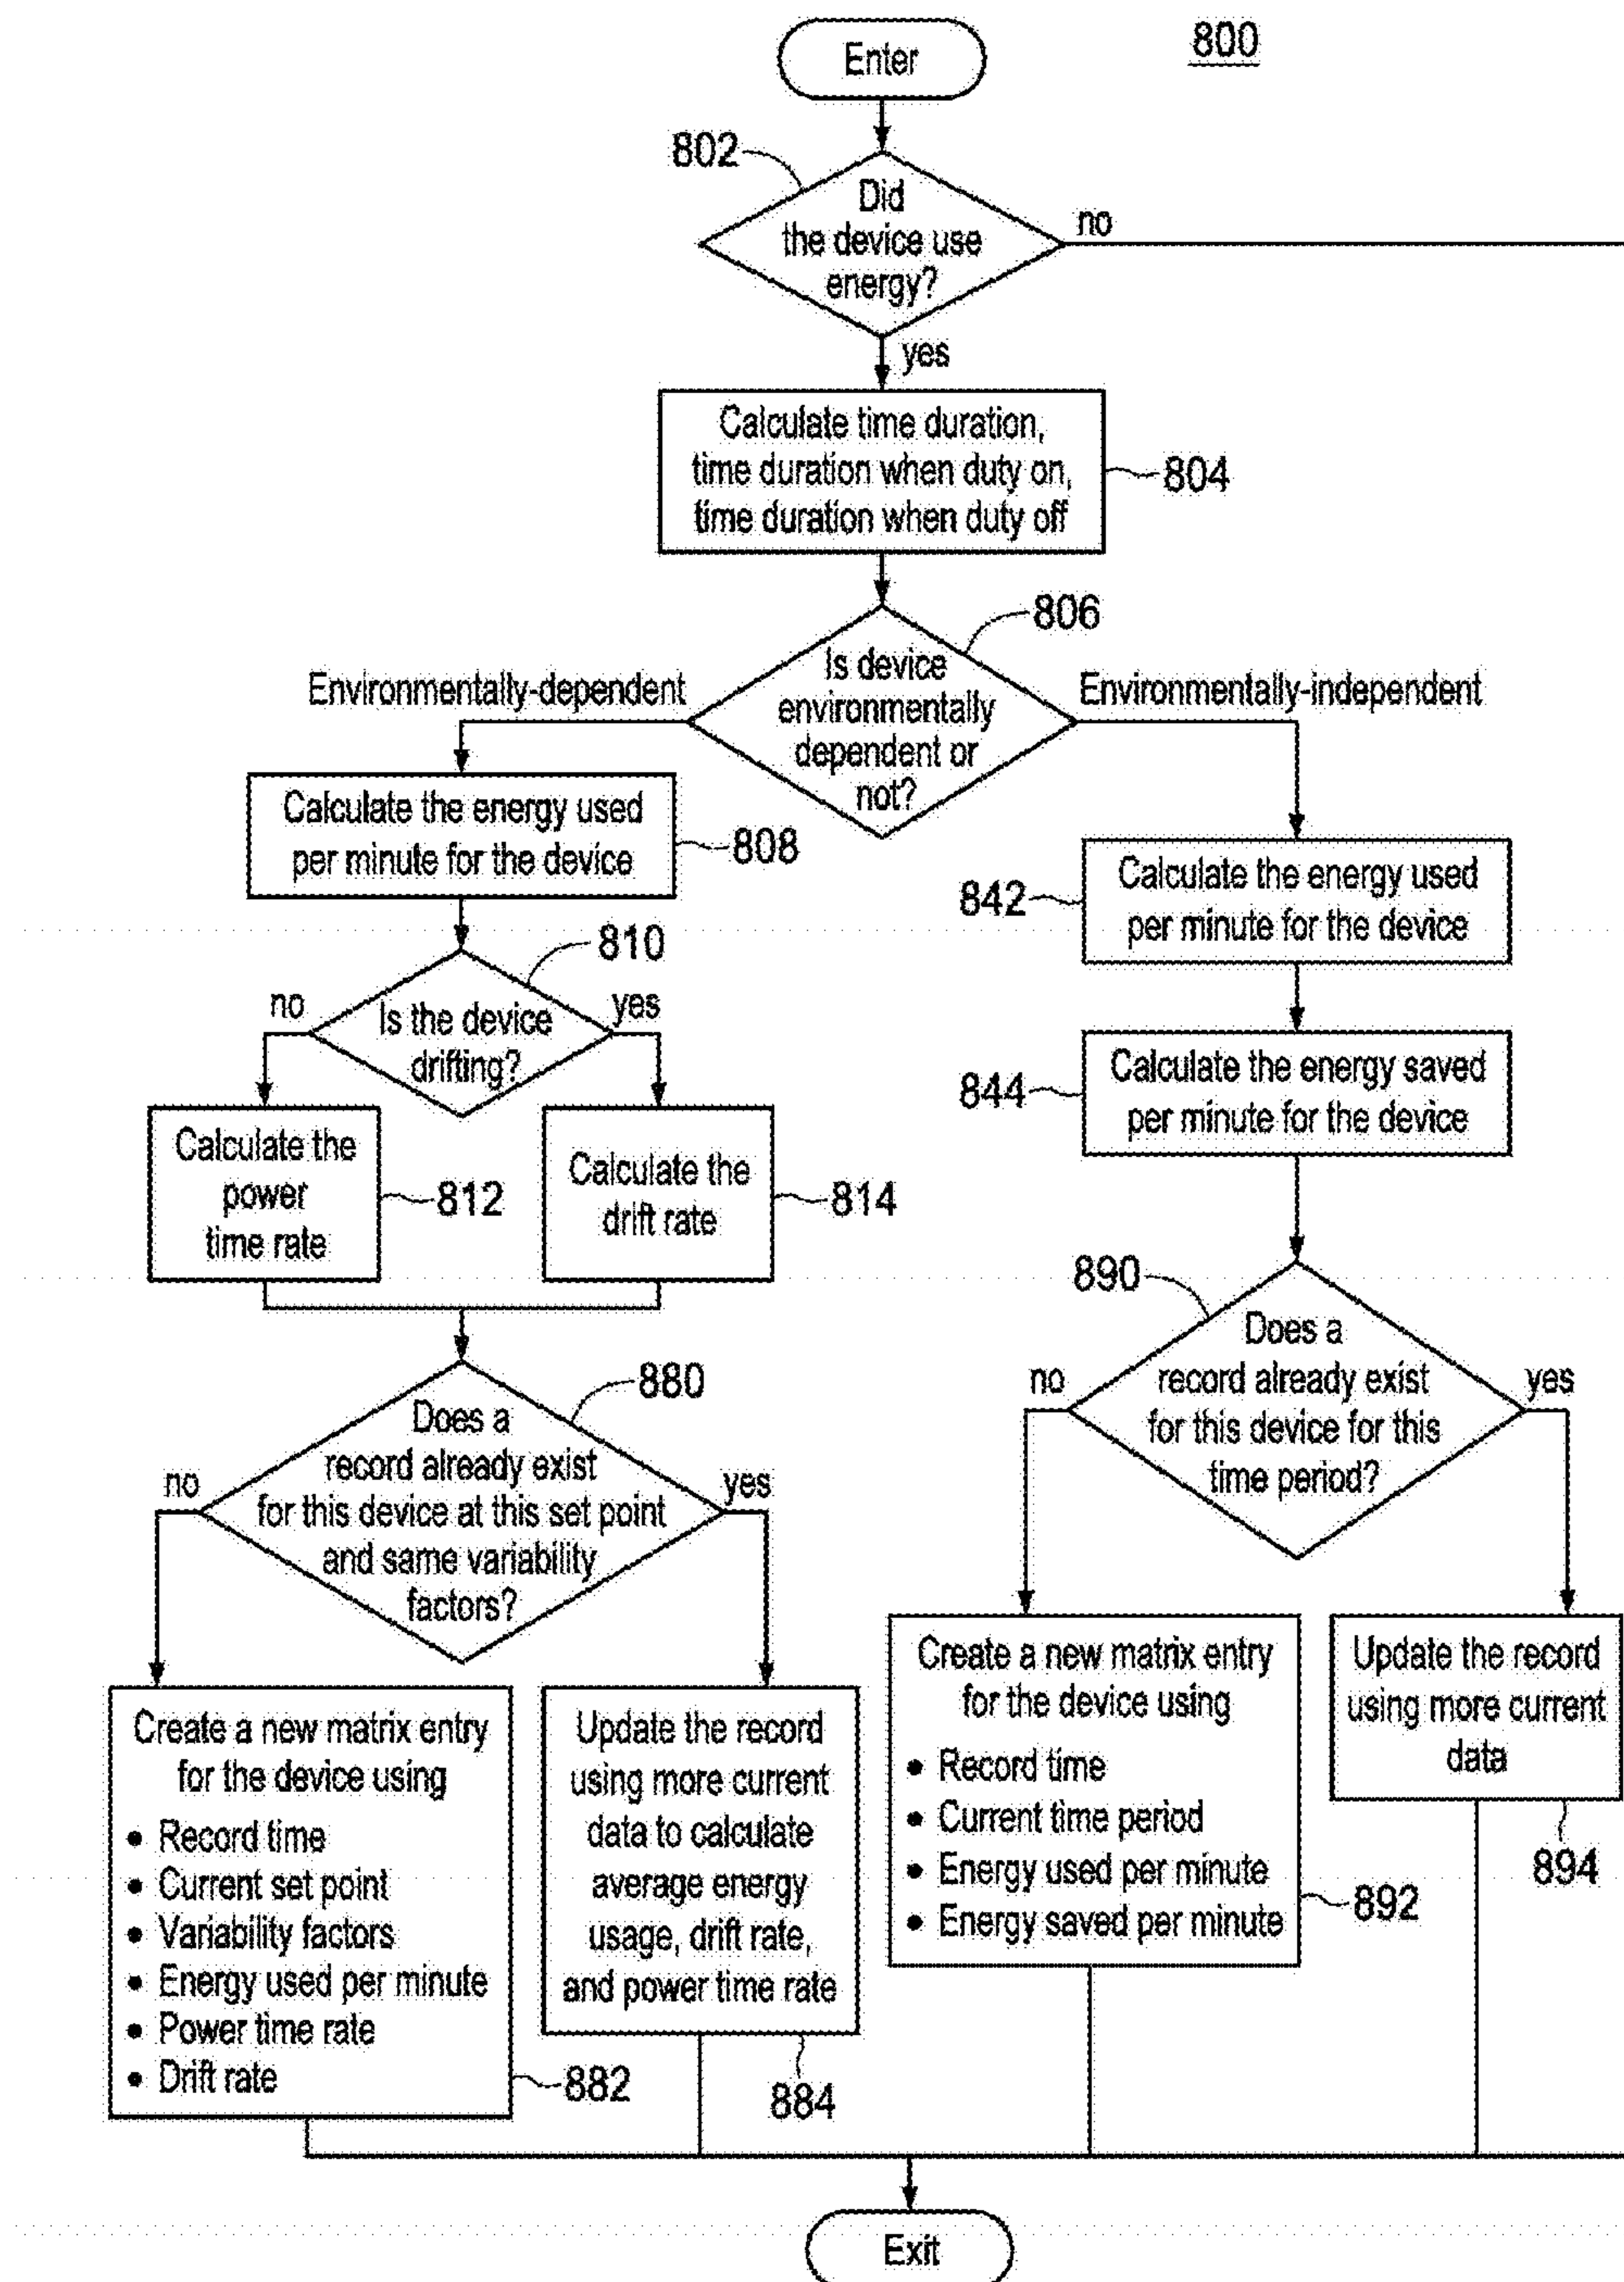 800
Enter
802
Did
the device use
energy?
no
yes
Calculate time duration,
time duration when duty on,
time duration when duty off
804
806
Is device
environmentally
dependent or
not?
Environmentally-dependent
Environmentally-independent
Calculate the energy used
per minute for the device
808
842
Calculate the energy used
per minute for the device
810
no
Is the device
drifting?
yes
844
Calculate the energy saved
per minute for the device
Calculate the
power
time rate
812
Calculate the
drift rate
814
890
Does a
record already exist
for this device for this
time period?
no
yes
880
Does a
record already exist
for this device at this set point
and same variability
factors?
no
yes
Create a new matrix entry
for the device using
• Record time
• Current set point
• Variability factors
• Energy used per minute
• Power time rate
• Drift rate
882
Update the record
using more current
data to calculate
average energy
usage, drift rate,
and power time rate
884
Create a new matrix entry
for the device using
• Record time
• Current time period
• Energy used per minute
• Energy saved per minute
892
Update the record
using more current
data
894
Exit